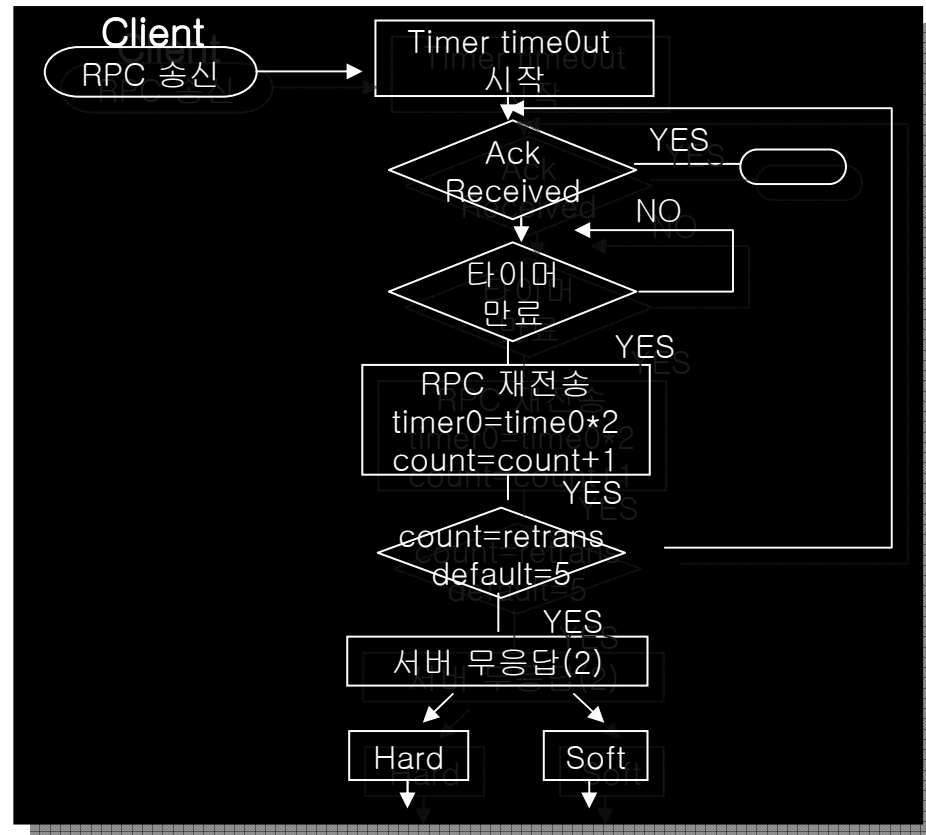 Client
RPC 송신
Timer time0ut
시작
Ack
Received
YES
NO
타이머
만료
YES
RPC 재전송
timer0=time0*2
count=count+1
YES
count=retrans
default=5
YES
서버 무응답(2)
Hard
Soft